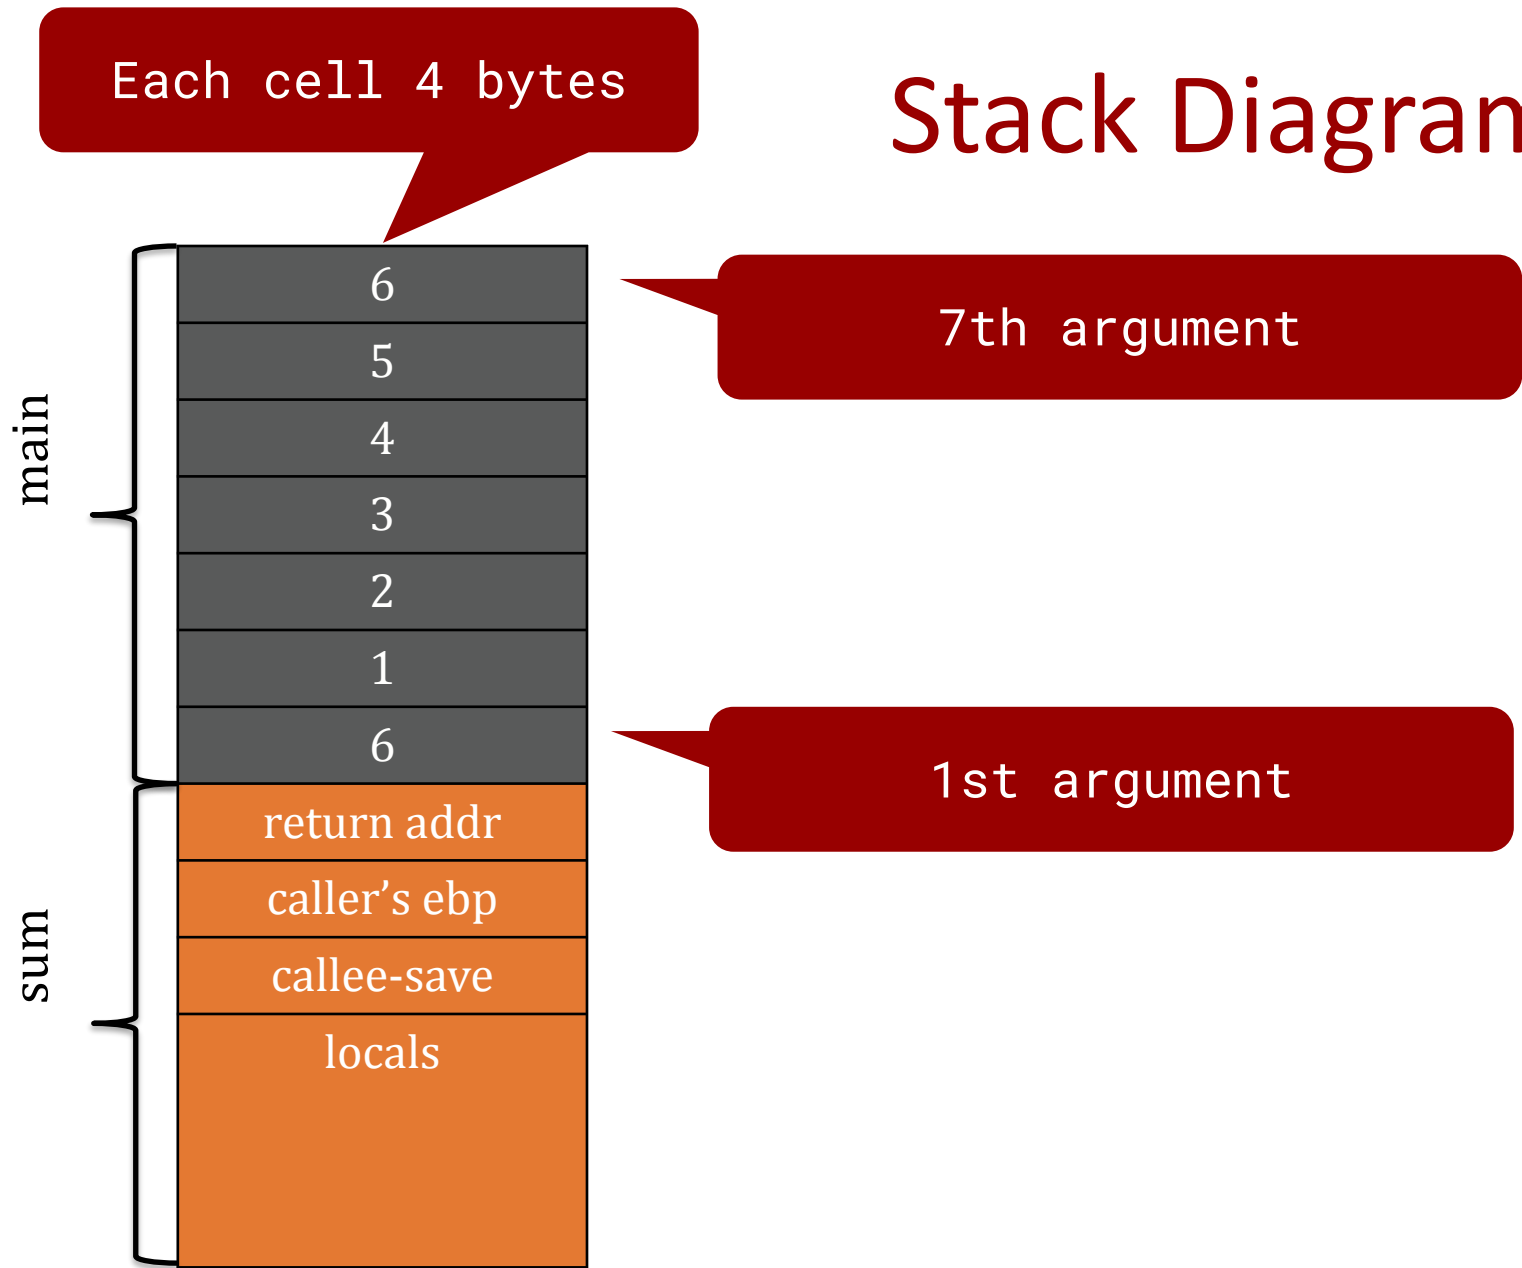 Each cell 4 bytes
Stack Diagram
6
7th argument
5
4
main
3
2
1
6
1st argument
return addr
caller’s ebp
sum
callee-save
locals